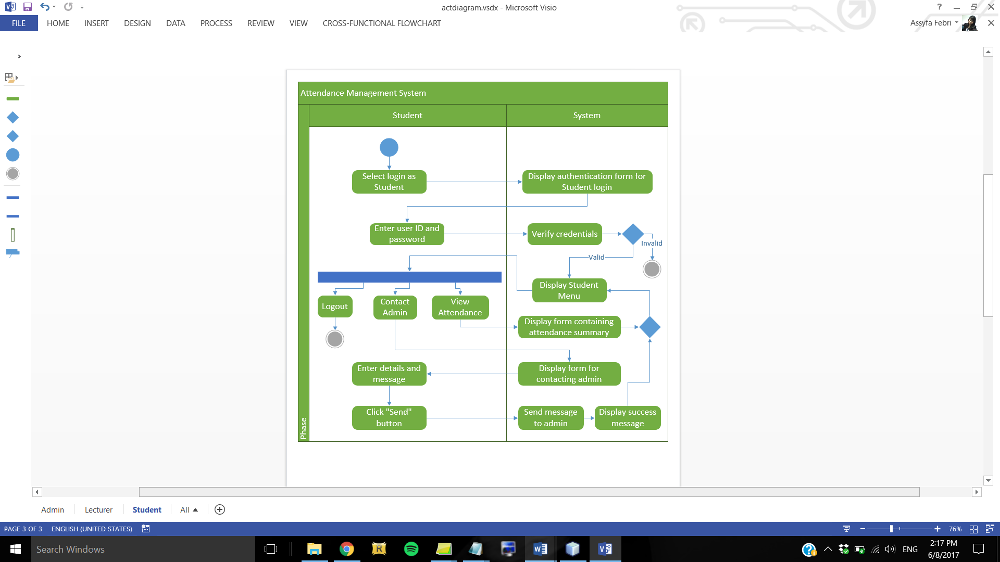 actdiagram.vsdx - Microsoft Visio
?
FILE
HOME
INSERT
DESIGN
DATA
PROCESS
REVIEW
VIEW
CROSS-FUNCTIONAL FLOWCHART
Assyfa Febri
Attendance Management System
Student
System
Select login as
Student
Display authentication form for
Student login
Enter user ID and
password
Verify credentials
Invalid
Valid
Display Student
Menu
Logout
Contact
Admin
View
Attendance
Display form containing
attendance summary
Enter details and
message
Display form for
contacting admin
Click "Send"
button
Send message
to admin
Display success
message
Phase
Admin
Lecturer
Student
All
PAGE 3 OF 3
ENGLISH (UNITED STATES)
76%
Search Windows
ENG
2:17 PM
6/8/2017